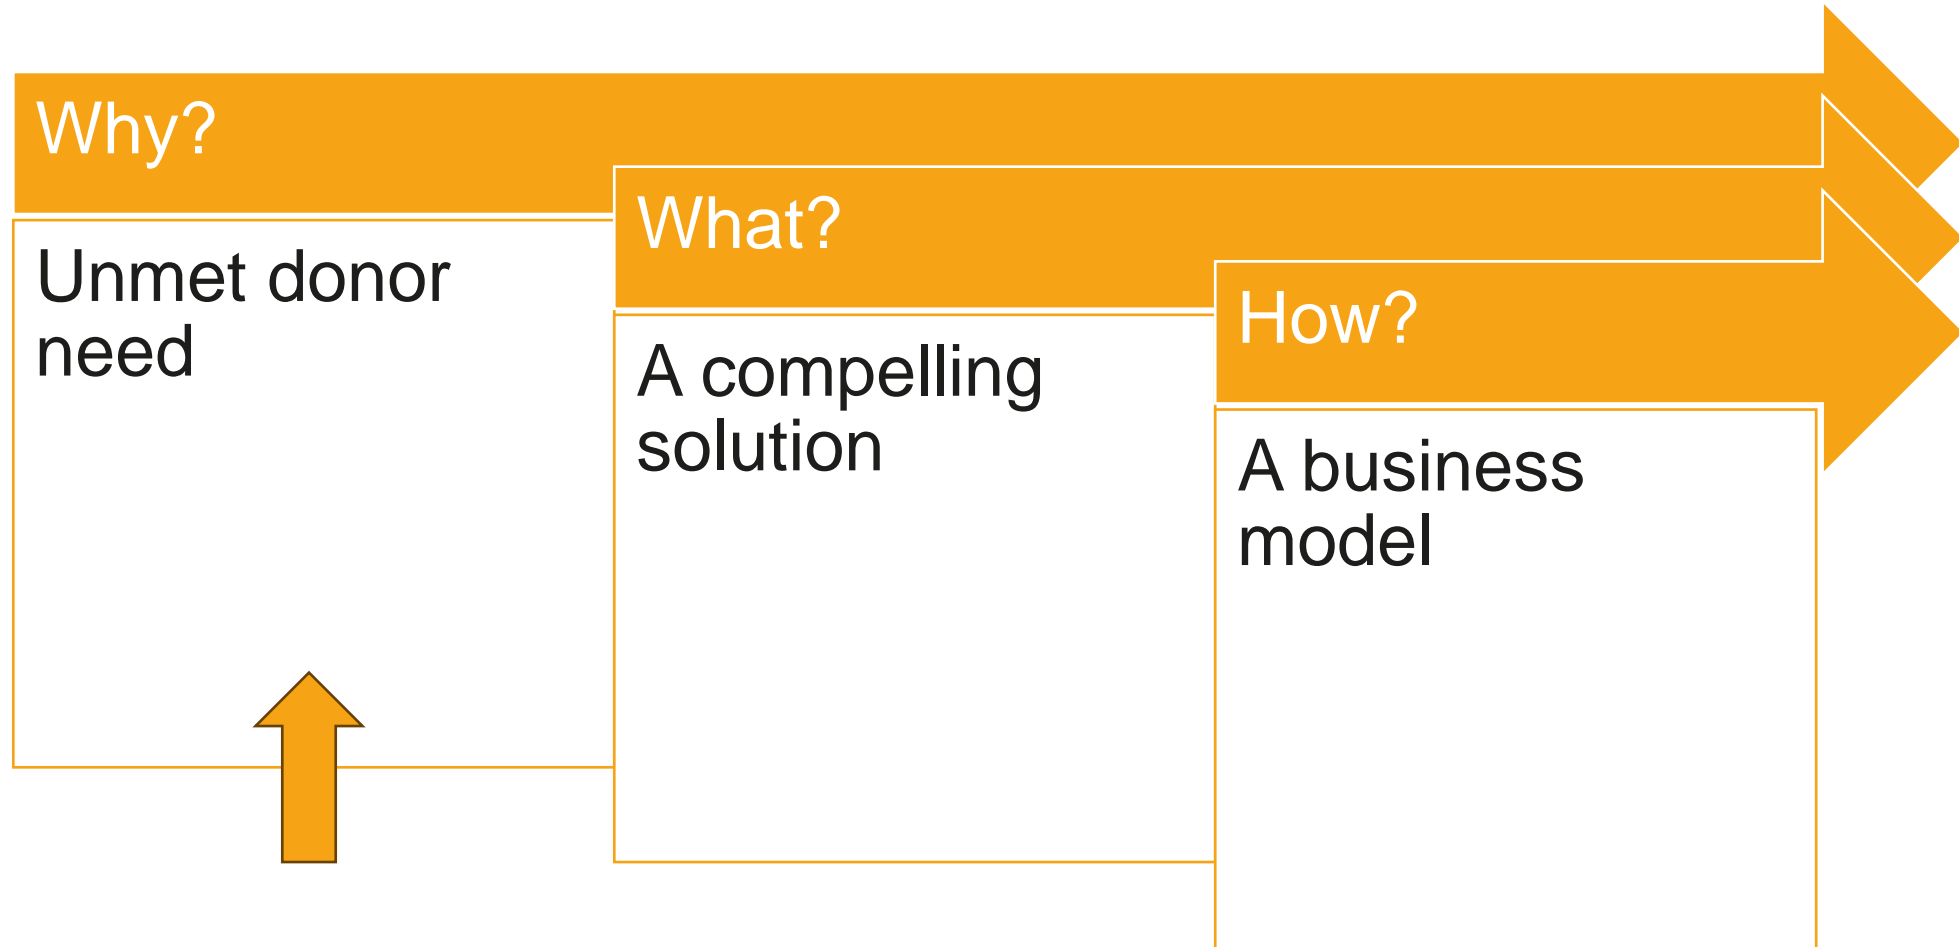 Why?
Unmet donor
need
What?
A compelling
solution
How?
A business
model